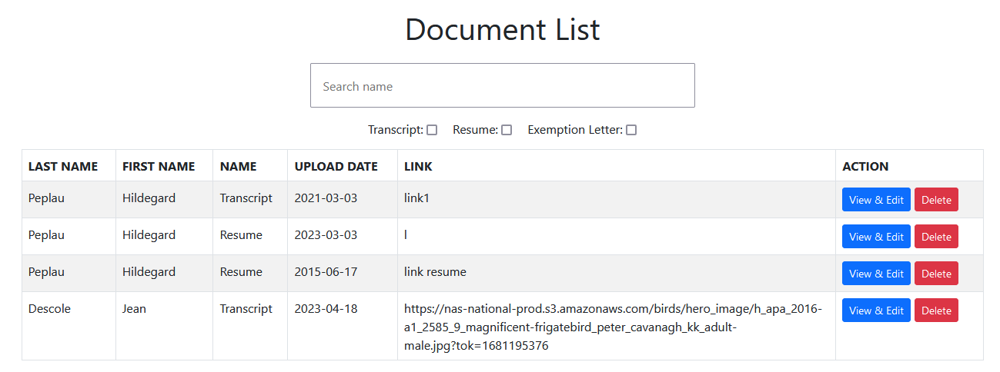 Document List
Search name
Transcript: Resume: Exemption Letter:
LAST NAME FIRST NAME NAME UPLOAD DATE LINK ACTION
Peplau Hildegard Transcript 2021-03-03 link1 View & Edit Delete
Peplau Hildegard Resume 2023-03-03 l View & Edit Delete
Peplau Hildegard Resume 2015-06-17 link resume View & Edit Delete
Descole Jean Transcript 2023-04-18 https://nas-national-prod.s3.amazonaws.com/birds/hero_image/h_apa_2016- View & Edit Delete
a1_2585_9_magnificent-frigatebird_peter_cavanagh_kk_adult-
male.jpg?tok=1681195376